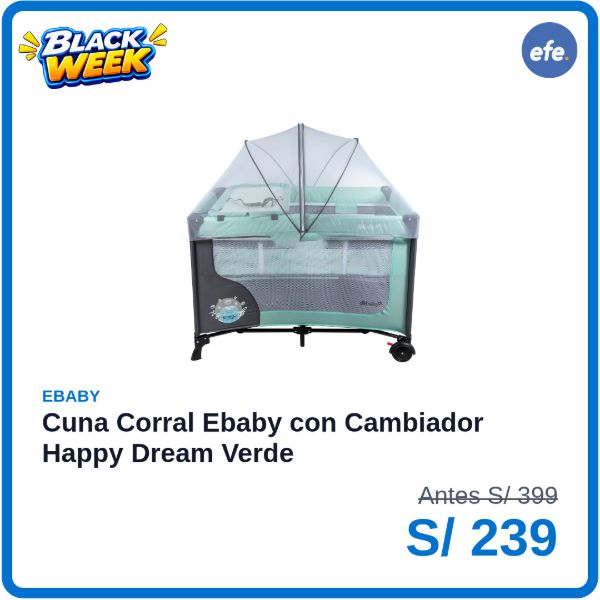 BLACK
WEEK
efe.
EBABY
Cuna Corral Ebaby con Cambiador
Happy Dream Verde
Antes S/ 399
S/ 239